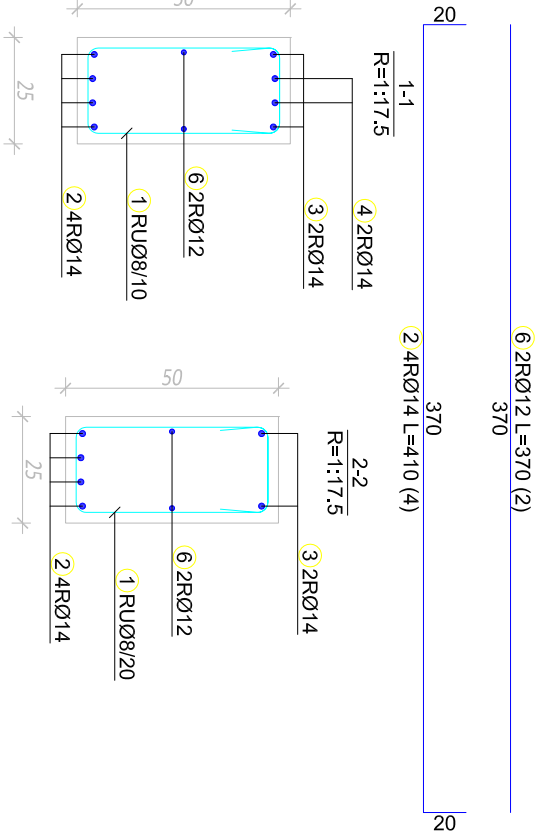 6 2RØ12 L=370 (2)
370
370
2 4RØ14 L=410 (4)
20
20
1-1
R=1:17.5
4 2RØ14
3 2RØ14
6 2RØ12
1 RUØ8/10
2 4RØ14
25
2-2
R=1:17.5
3 2RØ14
6 2RØ12
1 RUØ8/20
2 4RØ14
50
25